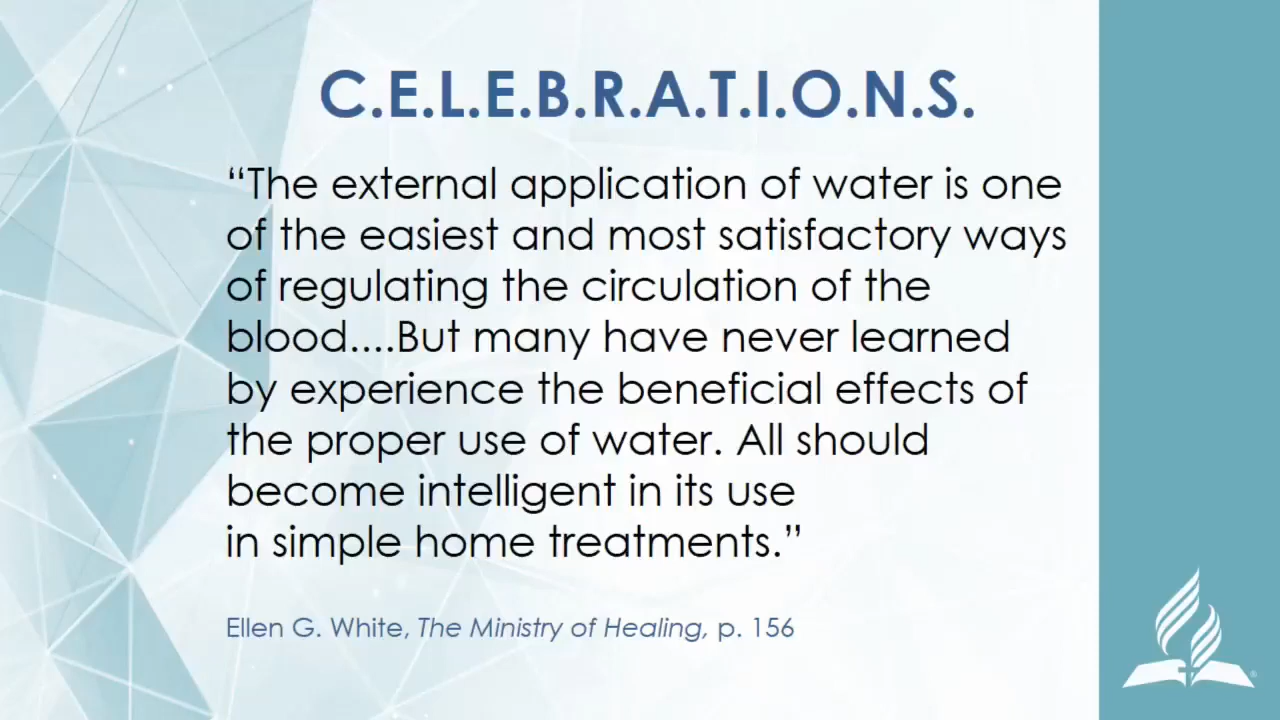 C.E.L.E.B.R.A.T.I.O.N.S.
“The external application of water is one
of the easiest and most satisfactory ways
of regulating the circulation of the
blood....But many have never learned
by experience the beneficial effects of
the proper use of water. All should
become intelligent in its use
in simple home treatments.”
Ellen G. White, The Ministry of Healing, p. 156
®